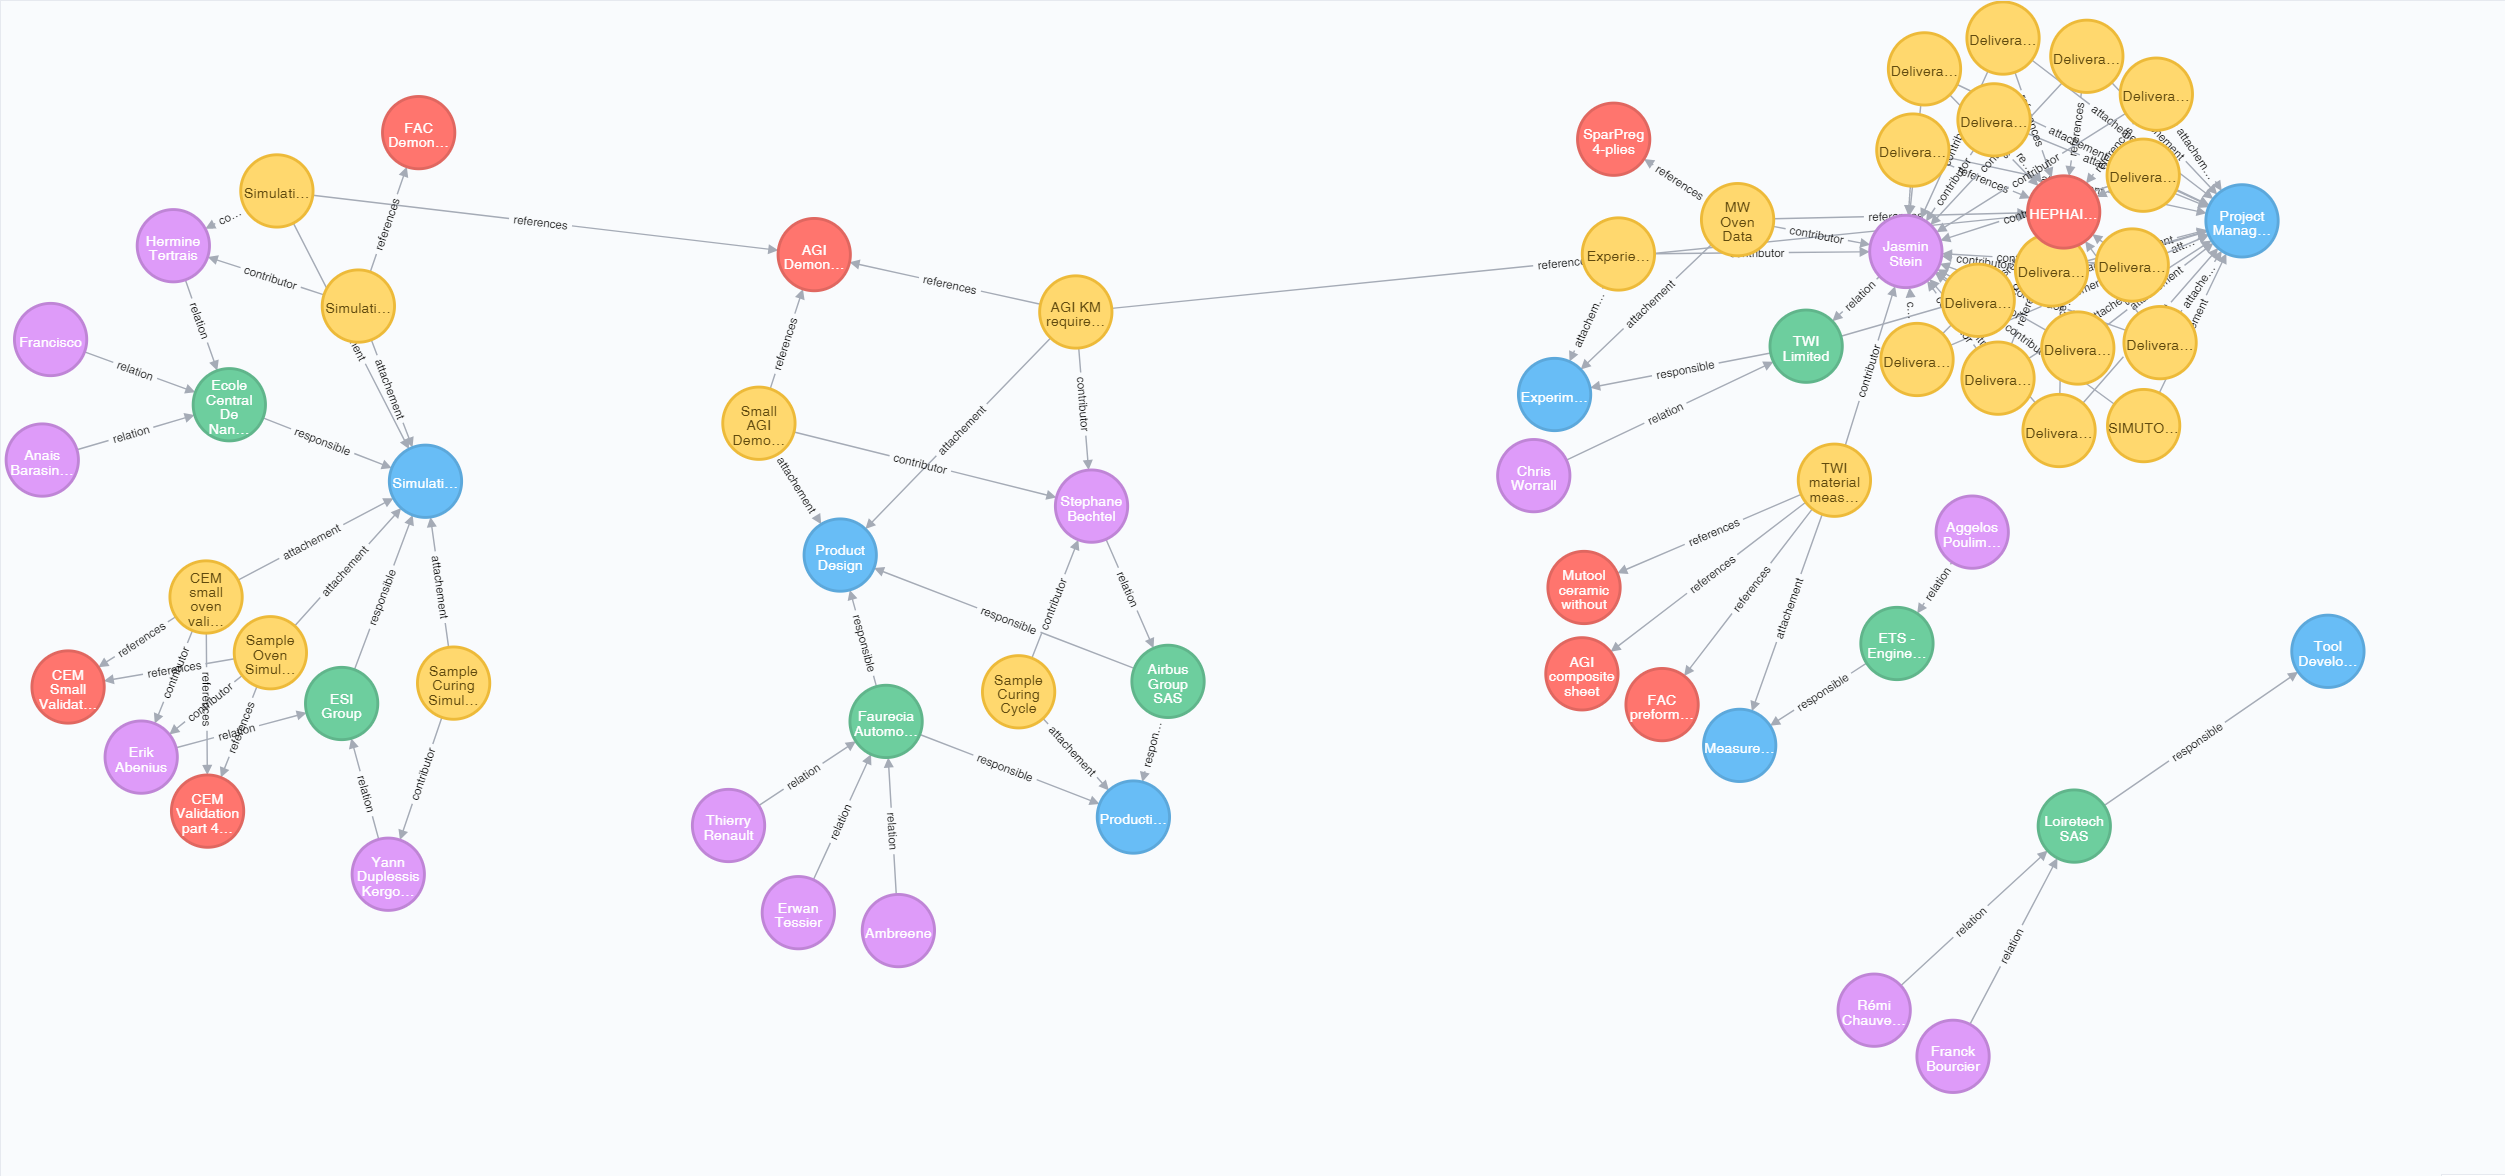 FAC
Demon...
Simulati...
co...
Hermine
Tertrais
references
contributor
Simulati...
relation
Francisco
relation
Ecole
Central
De
Nan...
Anais
Barasin...
relation
responsible
attachement
Simulati...
attachement
CEM
small
oven
vali...
attachement
responsible
attachement
Sample
Oven
Simul...
references
references
contributor
references
contributor
references
relation
CEM
Small
Validat...
ESI
Group
Sample
Curing
Simul...
Erik
Abenius
CEM
Validation
part 4...
relation
contributor
Yann
Duplessis
Kergo...
references
AGI
Demon...
references
AGI KM
require...
references
references
Small
AGI
Demo...
contributor
attachement
attachement
contributor
Stephane
Bechtel
Product
Design
relation
responsible
contributor
responsible
Airbus
Group
SAS
Sample
Curing
Cycle
Faurecia
Automo...
attachement
respon...
responsible
relation
Thierry
Renault
relation
relation
Producti...
Erwan
Tessier
Ambreene
SparPreg
4-plies
references
MW
Oven
Data
contributor
Experie...
attachem...
attachement
Jasmin
Stein
relation
TWI
Limited
responsible
Experim...
relation
Chris
Worrall
contributor
TWI
material
meas...
references
references
references
attachement
Mutool
ceramic
without
AGI
composite
sheet
FAC
preform...
Measure...
Aggelos
Poulim...
relation
ETS -
Engine...
responsible
Delivera...
Delivera...
Delivera...
Delivera...
Delivera...
Delivera...
Delivera...
references
references
contributor
contributor
attachement
attachem...
HEPHAI...
Project
Manag...
Delivera...
Delivera...
Delivera...
Delivera...
Delivera...
Delivera...
Delivera...
Delivera...
SIMUTO...
Tool
Develo...
responsible
Loiretech
SAS
relation
relation
Rémi
Chauve...
Franck
Bourcier